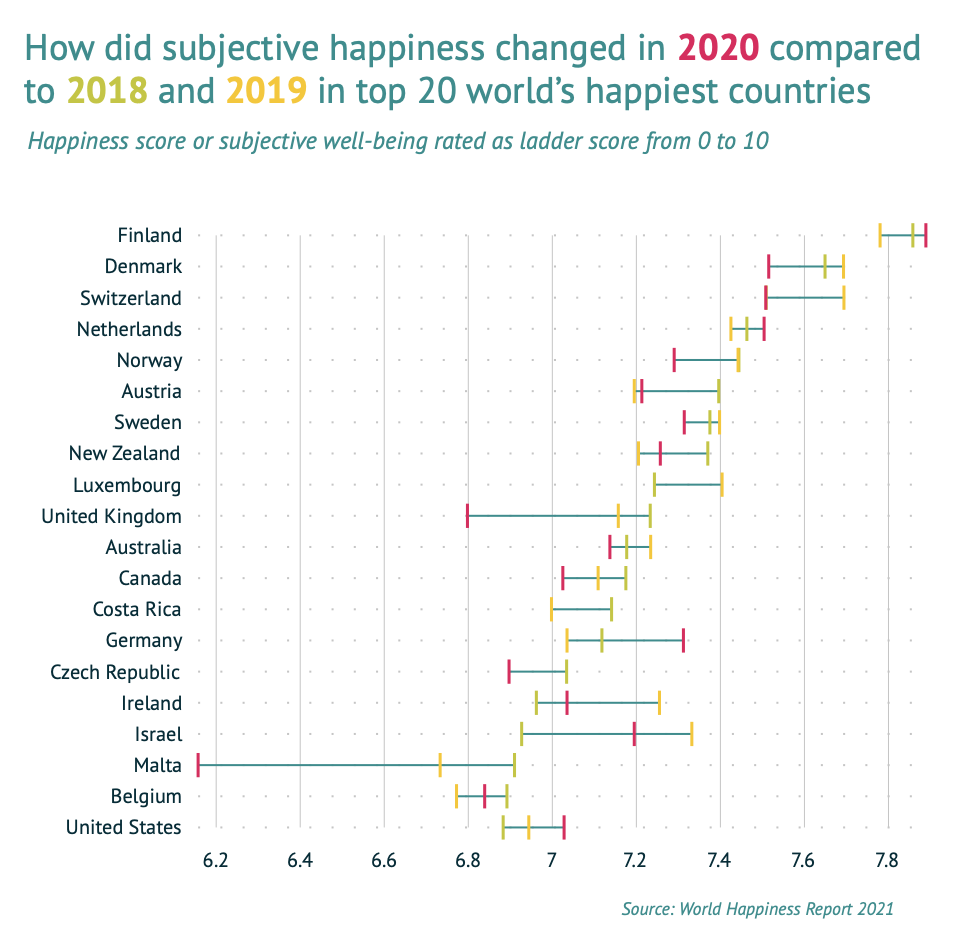 How did subjective happiness changed in 2020 compared
to 2018 and 2019 in top 20 world’s happiest countries
Happiness score or subjective well-being rated as ladder score from 0 to 10
Finland
Denmark
Switzerland
Netherlands
Norway
Austria
Sweden
New Zealand
Luxembourg
United Kingdom
Australia
Canada
Costa Rica
Germany
Czech Republic
Ireland
Israel
Malta
Belgium
United States
6.2 6.4 6.6 6.8 7 7.2 7.4 7.6 7.8
Source: World Happiness Report 2021